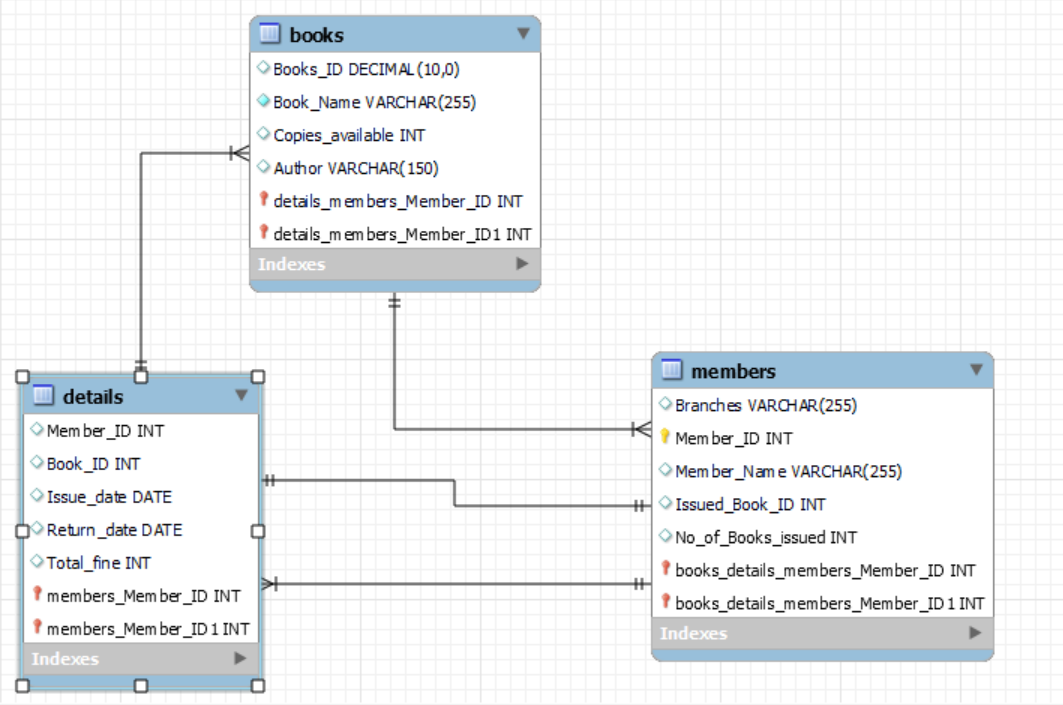 books
Books_ID DECIMAL(10,0)
Book_Name VARCHAR(255)
Copies_available INT
Author VARCHAR(150)
details_members_Member_ID INT
details_members_Member_ID1 INT
Indexes
details
Member_ID INT
Book_ID INT
Issue_date DATE
Return_date DATE
Total_fine INT
members_Member_ID INT
members_Member_ID1 INT
Indexes
members
Branches VARCHAR(255)
Member_ID INT
Member_Name VARCHAR(255)
Issued_Book_ID INT
No_of_Books_issued INT
books_details_members_Member_ID INT
books_details_members_Member_ID1 INT
Indexes